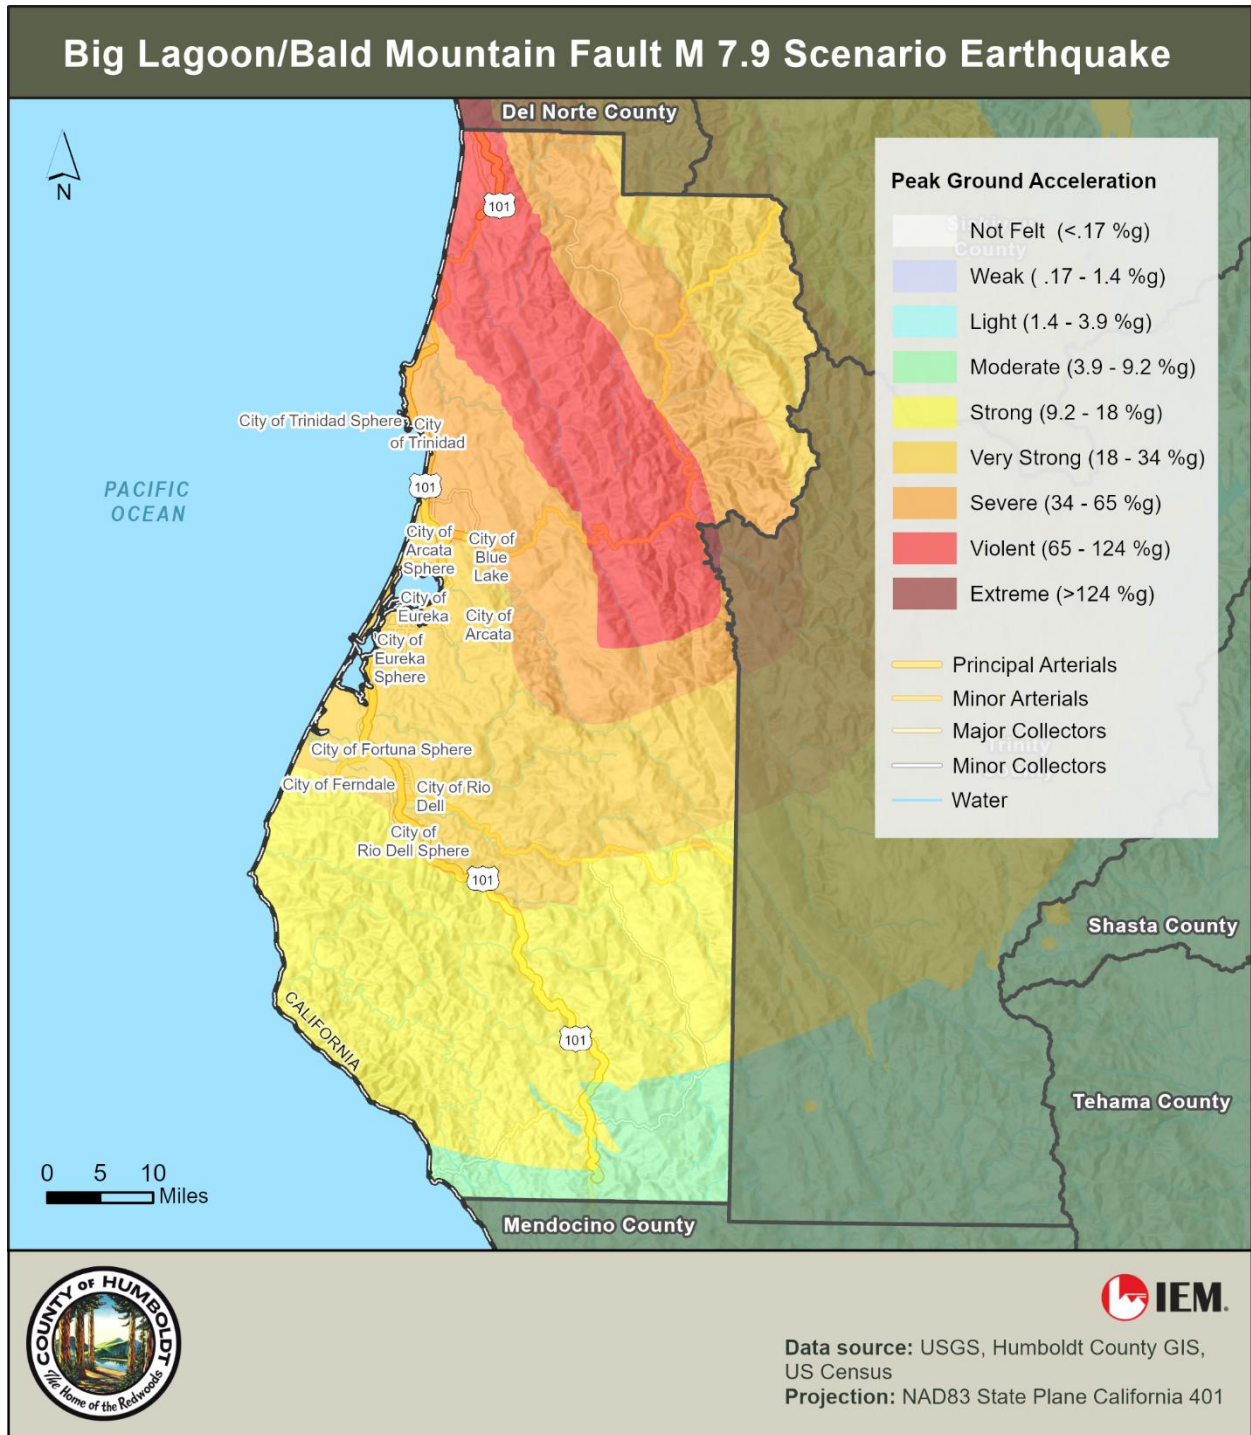 Big Lagoon/Bald Mountain Fault M 7.9 Scenario Earthquake
Del Norte County
N
101
Peak Ground Acceleration
Not Felt (<.17 %g)
County
Weak ( .17 - 1.4 %g)
Light (1.4 - 3.9 %g)
Moderate (3.9 - 9.2 %g)
Strong (9.2 - 18 %g)
Very Strong (18 - 34 %g)
Severe (34 - 65 %g)
Violent (65 - 124 %g)
Extreme (>124 %g)
Principal Arterials
Minor Arterials
Major Collectors
Trinity
Minor Collectors
Water
City of Trinidad Sphere
City
of Trinidad
PACIFIC
OCEAN
101
City of
Arcata
Sphere
City of
Blue
Lake
City of
Eureka
City of
Arcata
City of
Eureka
Sphere
City of Fortuna Sphere
City of Ferndale
City of Rio
Dell
City of
Rio Dell Sphere
101
Shasta County
CALIFORNIA
101
Tehama County
0 5 10
Miles
Mendocino County
COUNTY OF HUMBOLDT
The Home of the Redwoods
IEM.
Data source: USGS, Humboldt County GIS,
US Census
Projection: NAD83 State Plane California 401